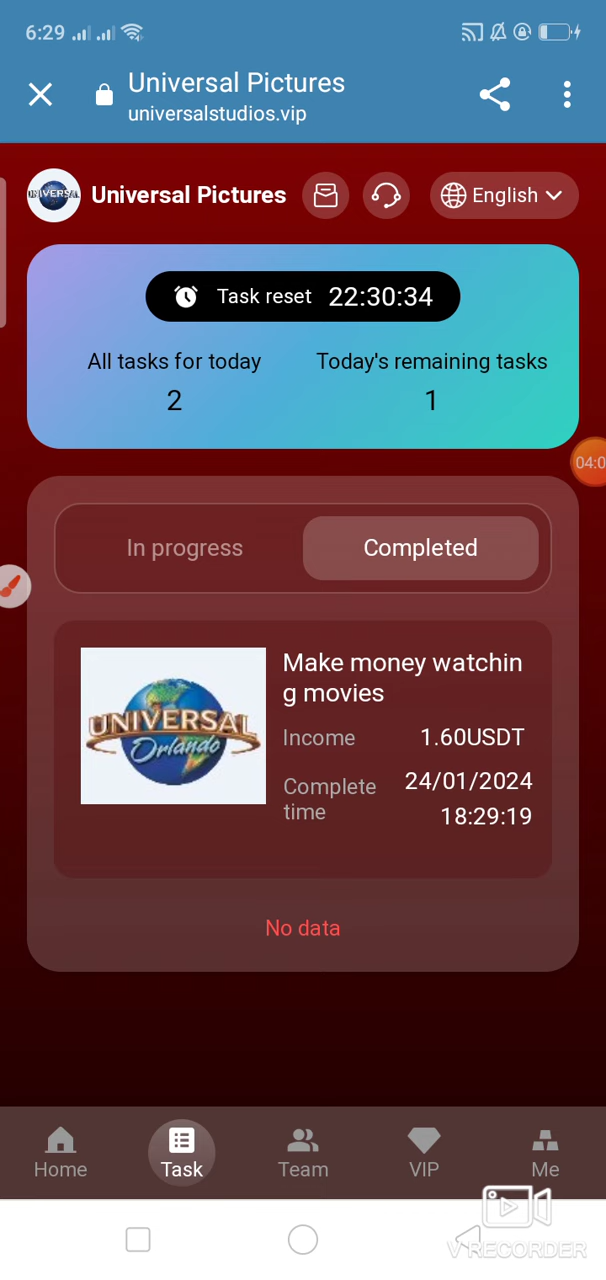 6:29
Universal Pictures
universalstudios.vip
UNIVERSAL
Universal Pictures
English
Task reset 22:30:34
All tasks for today Today's remaining tasks
2 1
04:0
In progress Completed
Make money watchin
g movies
UNIVERSAL
Orlando
Income 1.60USDT
Complete 24/01/2024
time 18:29:19
No data
Home Task Team VIP Me
V RECORDER